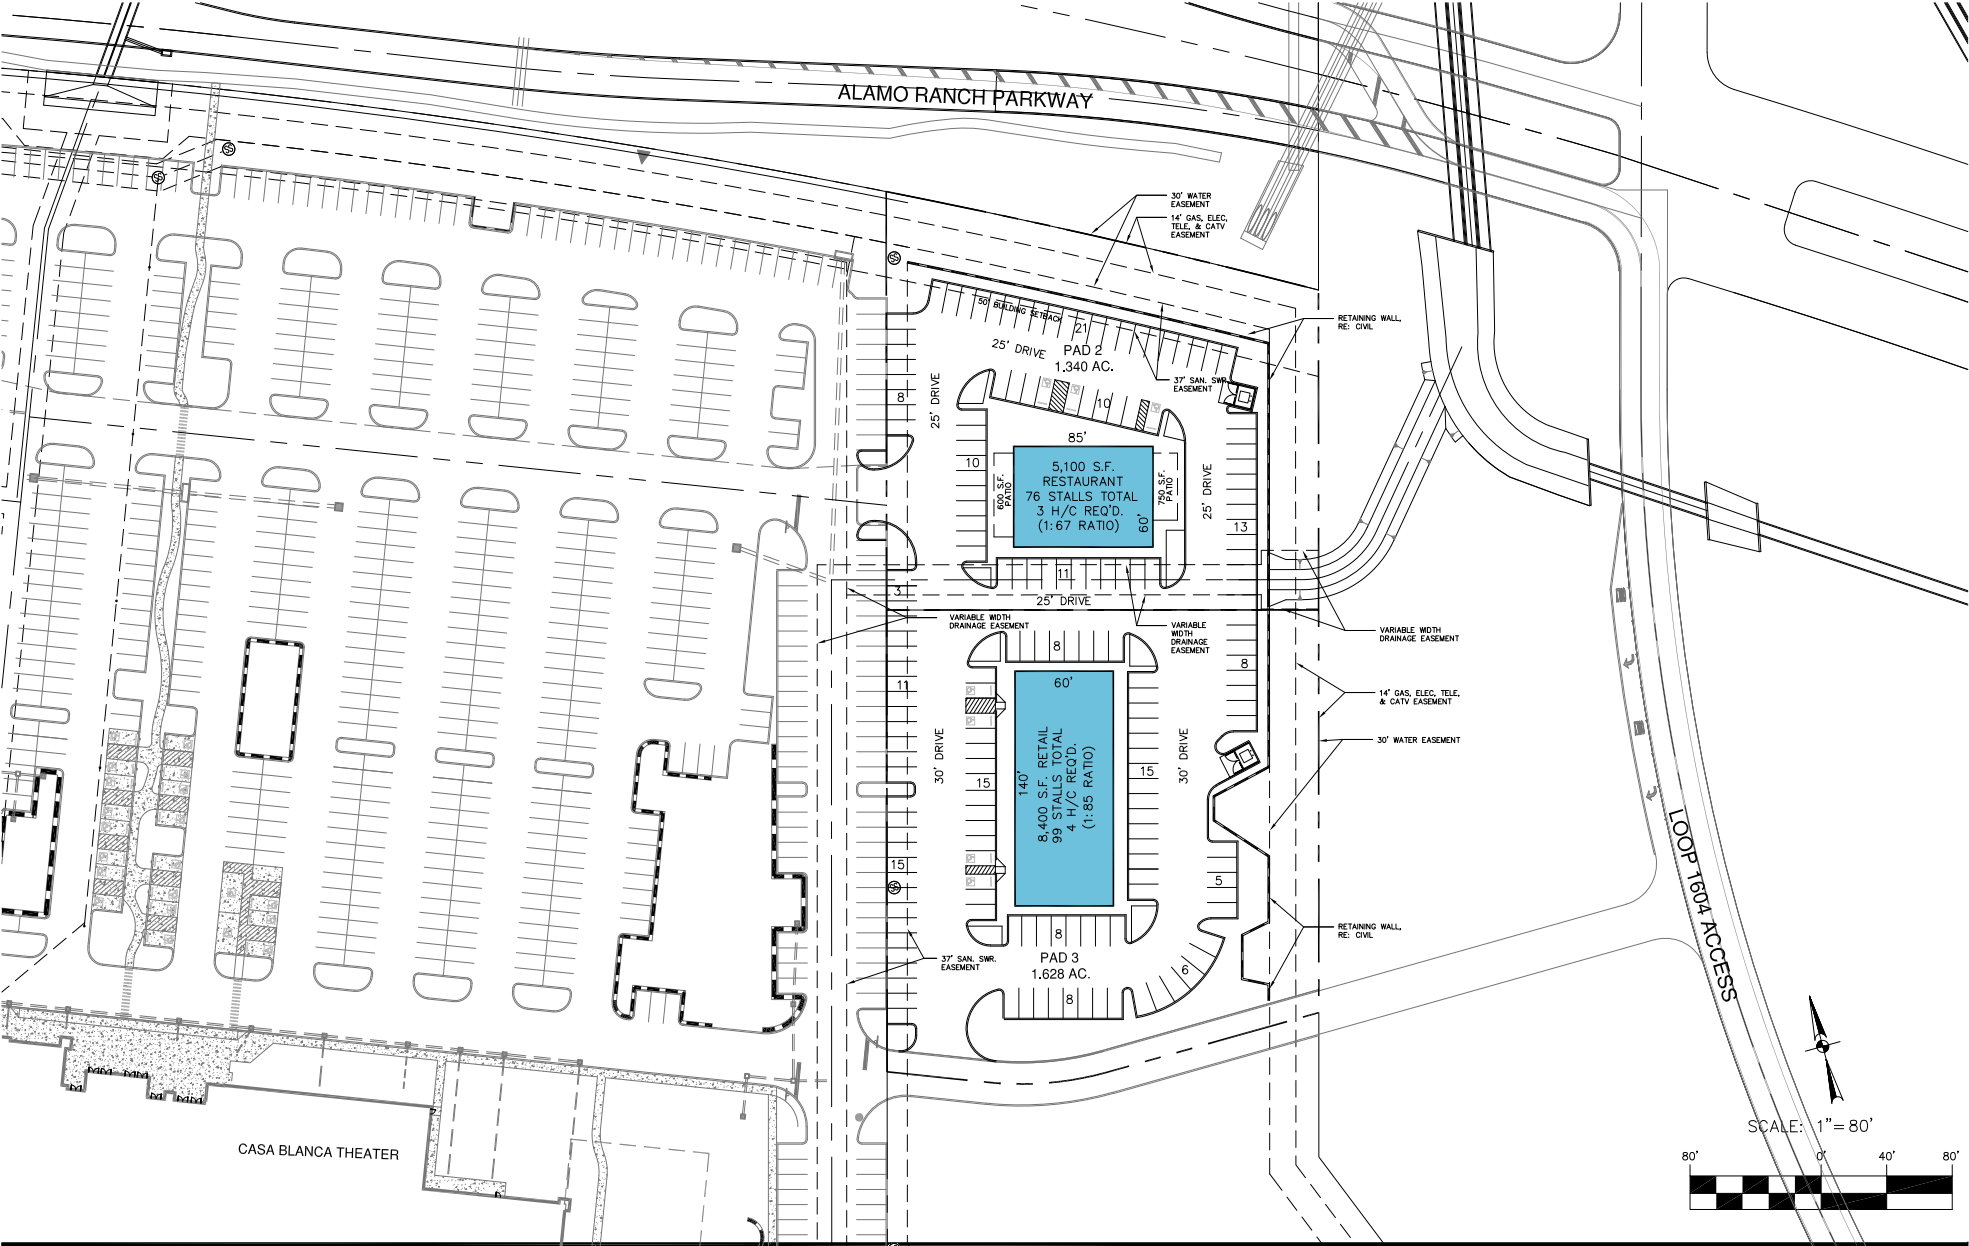 ALAMO RANCH PARKWAY
30' WATER
EASEMENT
14' GAS, ELEC,
TELE, & CATV
EASEMENT
RETAINING WALL,
RE: CIVIL
50' BUILDING SETBACK
21
25' DRIVE
PAD 2
1.340 AC.
37' SAN. SWR.
EASEMENT
8
25' DRIVE
10
85'
10
600 S.F.
PATIO
5,100 S.F.
RESTAURANT
76 STALLS TOTAL
3 H/C REQ'D.
(1:67 RATIO)
60'
750 S.F.
PATIO
25' DRIVE
13
11
3
25' DRIVE
VARIABLE WIDTH
DRAINAGE EASEMENT
VARIABLE
WIDTH
DRAINAGE
EASEMENT
VARIABLE WIDTH
DRAINAGE EASEMENT
8
8
11
60'
14' GAS, ELEC, TELE,
& CATV EASEMENT
30' WATER EASEMENT
30' DRIVE
15
140'
8,400 S.F. RETAIL
99 STALLS TOTAL
4 H/C REQ'D.
(1:85 RATIO)
15
30' DRIVE
15
5
LOOP 1604 ACCESS
8
RETAINING WALL,
RE: CIVIL
37' SAN. SWR.
EASEMENT
PAD 3
1.628 AC.
6
8
CASA BLANCA THEATER
SCALE: 1"=80'
80'
0'
40'
80'